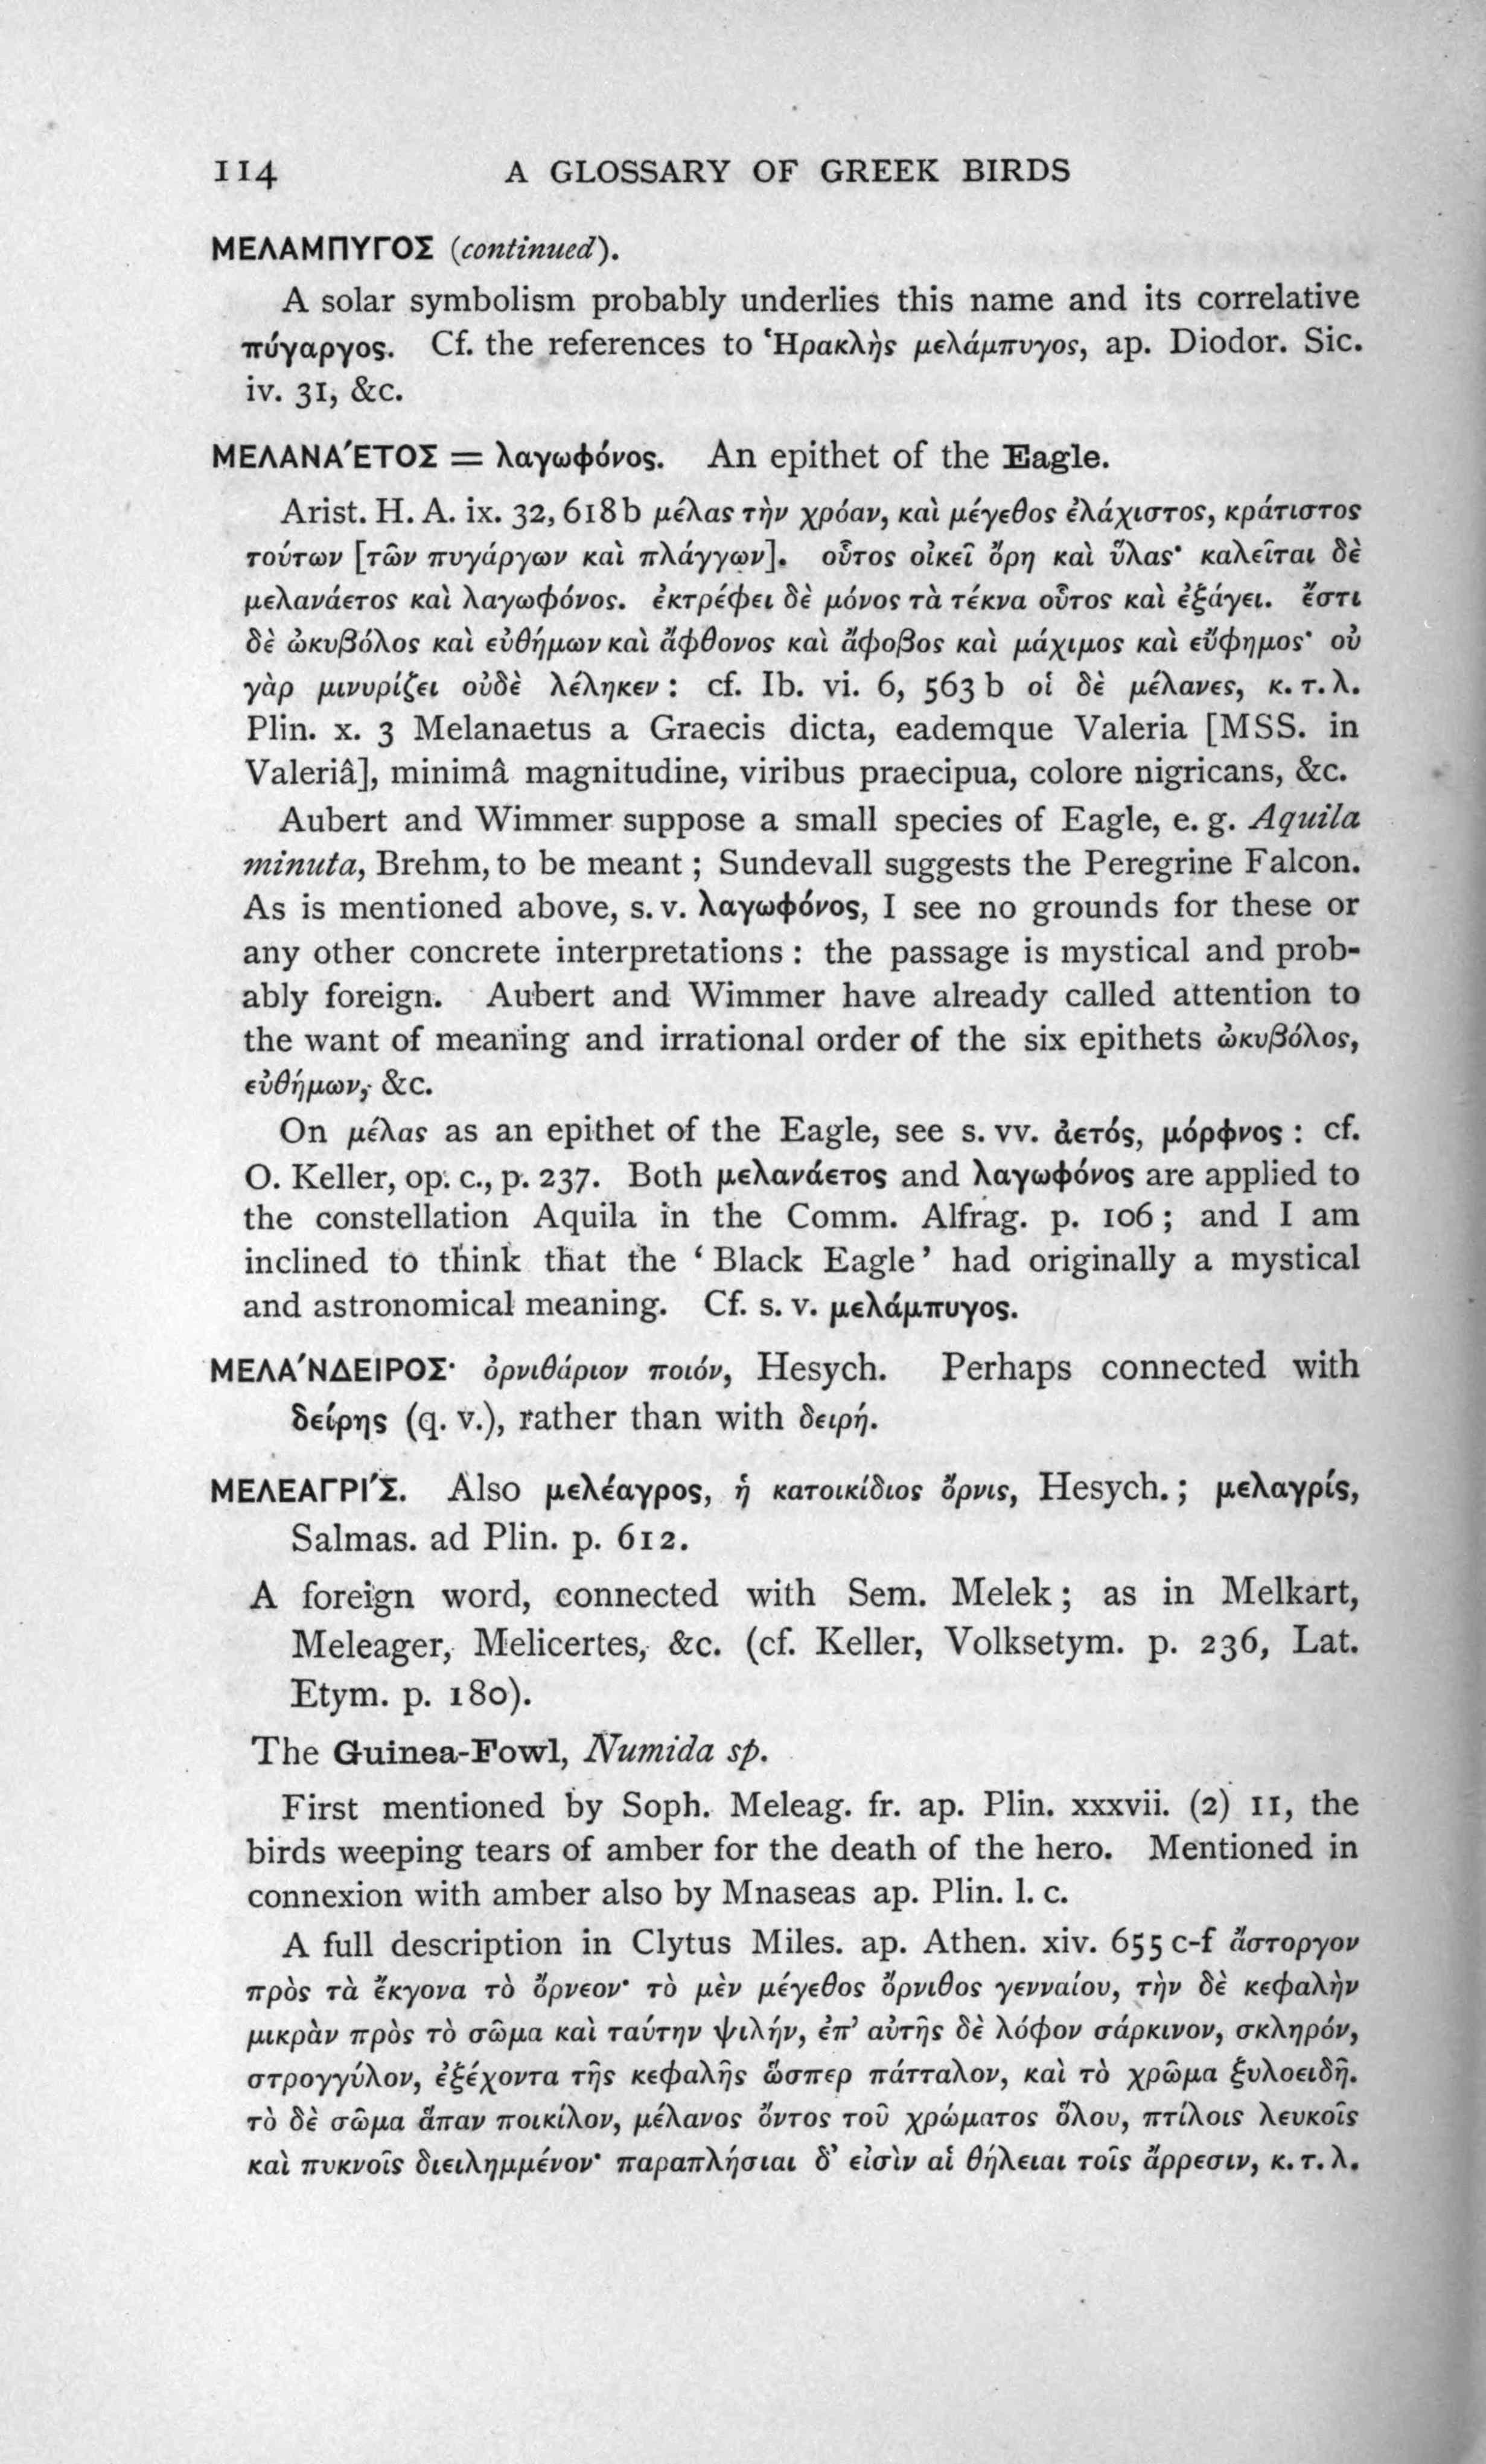 114 A GLOSSARY OF GREEK BIRDS
ΜΕΛΑΜΠΥΓΟΣ (continued).
A solar symbolism probably underlies this name and its correlative
πύγαργος. Cf. the references to Ἡρακλὴς μελάμπυγος, ap. Diodor. Sic.
iv. 31, &c.
ΜΕΛΑΝΑ'ΕΤΟΣ = λαγωφόνος. An epithet of the Eagle.
Arist. H. A. ix. 32, 618 b μέλας τὴν χρόαν, καὶ μέγεθος ἐλάχιστος, κράτιστος
τούτων [τῶν πυγάργων καὶ πλάγγων]. οὗτος οἰκεῖ ὄρη καὶ ὕλας· καλεῖται δὲ
μελανάετος καὶ λαγωφόνος. ἐκτρέφει δὲ μόνος τὰ τέκνα οὗτος καὶ ἐξάγει. ἔστι
δὲ ὠκυβόλος καὶ εὐθήμων καὶ ἄφθονος καὶ ἄφοβος καὶ μάχιμος καὶ εὔφημος· οὐ
γὰρ μινυρίζει οὐδὲ λέληκεν : cf. Ib. vi. 6, 563 b οἱ δὲ μέλανες, κ. τ. λ.
Plin. x. 3 Melanaetus a Graecis dicta, eademque Valeria [MSS. in
Valeriâ], minimâ magnitudine, viribus praecipua, colore nigricans, &c.
Aubert and Wimmer suppose a small species of Eagle, e. g. Aquila
minuta, Brehm, to be meant ; Sundevall suggests the Peregrine Falcon.
As is mentioned above, s. v. λαγωφόνος, I see no grounds for these or
any other concrete interpretations : the passage is mystical and prob-
ably foreign. Aubert and Wimmer have already called attention to
the want of meaning and irrational order of the six epithets ὠκυβόλος,
εὐθήμων, &c.
On μέλας as an epithet of the Eagle, see s. vv. ἀετός, μόρφνος : cf.
O. Keller, op. c., p. 237. Both μελανάετος and λαγωφόνος are applied to
the constellation Aquila in the Comm. Alfrag. p. 106 ; and I am
inclined to think that the ‘ Black Eagle ’ had originally a mystical
and astronomical meaning. Cf. s. v. μελάμπυγος.
ΜΕΛΑ'ΝΔΕΙΡΟΣ· ὀρνιθάριον ποιόν, Hesych. Perhaps connected with
δείρης (q. v.), rather than with δειρή.
ΜΕΛΕΑΓΡΙ'Σ. Also μελέαγρος, ἡ κατοικίδιος ὄρνις, Hesych. ; μελαγρίς,
Salmas. ad Plin. p. 612.
A foreign word, connected with Sem. Melek ; as in Melkart,
Meleager, Melicertes, &c. (cf. Keller, Volksetym. p. 236, Lat.
Etym. p. 180).
The Guinea-Fowl, Numida sp.
First mentioned by Soph. Meleag. fr. ap. Plin. xxxvii. (2) 11, the
birds weeping tears of amber for the death of the hero. Mentioned in
connexion with amber also by Mnaseas ap. Plin. l. c.
A full description in Clytus Miles. ap. Athen. xiv. 655 c-f ἄστοργον
πρὸς τὰ ἔκγονα τὸ ὄρνεον· τὸ μὲν μέγεθος ὄρνιθος γενναίου, τὴν δὲ κεφαλὴν
μικρὰν πρὸς τὸ σῶμα καὶ ταύτην ψιλήν, ἐπ’ αὐτῆς δὲ λόφον σάρκινον, σκληρόν,
στρογγύλον, ἐξέχοντα τῆς κεφαλῆς ὥσπερ πάτταλον, καὶ τὸ χρῶμα ξυλοειδῆ.
τὸ δὲ σῶμα ἅπαν ποικίλον, μέλανος ὄντος τοῦ χρώματος ὅλου, πτίλοις λευκοῖς
καὶ πυκνοῖς διειλημμένον· παραπλήσιαι δ’ εἰσὶν αἱ θήλειαι τοῖς ἄρρεσιν, κ. τ. λ.